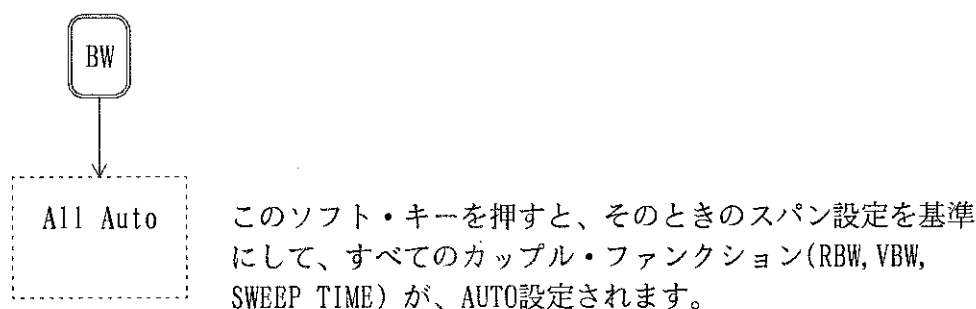 BW
All Auto
このソフト・キーを押すと、そのときのスパン設定を基準
にして、すべてのカップル・ファンクション(RBW, VBW,
SWEEP TIME) が、AUTO設定されます。